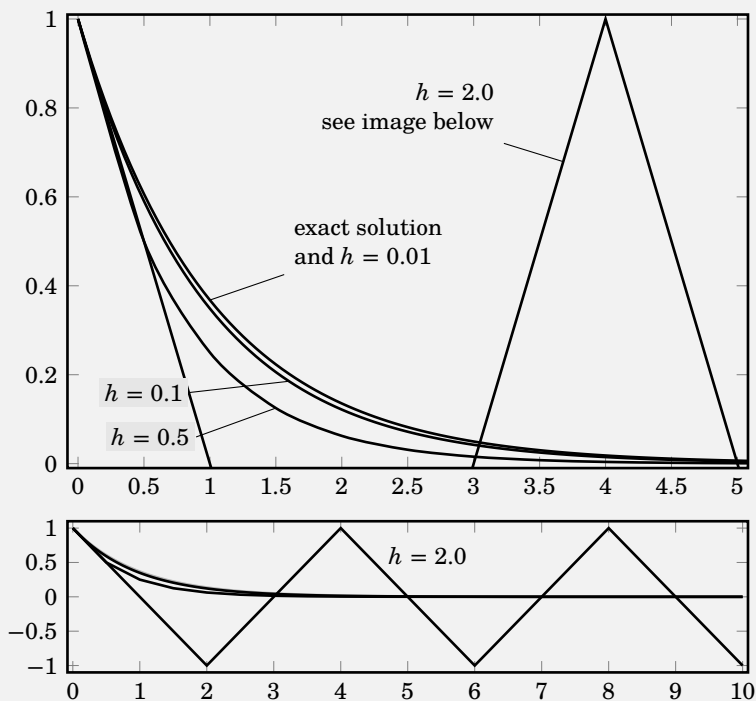 1
0.8
0.6
0.4
0.2
0
h = 2.0
see image below
exact solution
and h = 0.01
h = 0.1
h = 0.5
0 0.5 1 1.5 2 2.5 3 3.5 4 4.5 5
1
0.5
0
−0.5
−1
h = 2.0
0 1 2 3 4 5 6 7 8 9 10